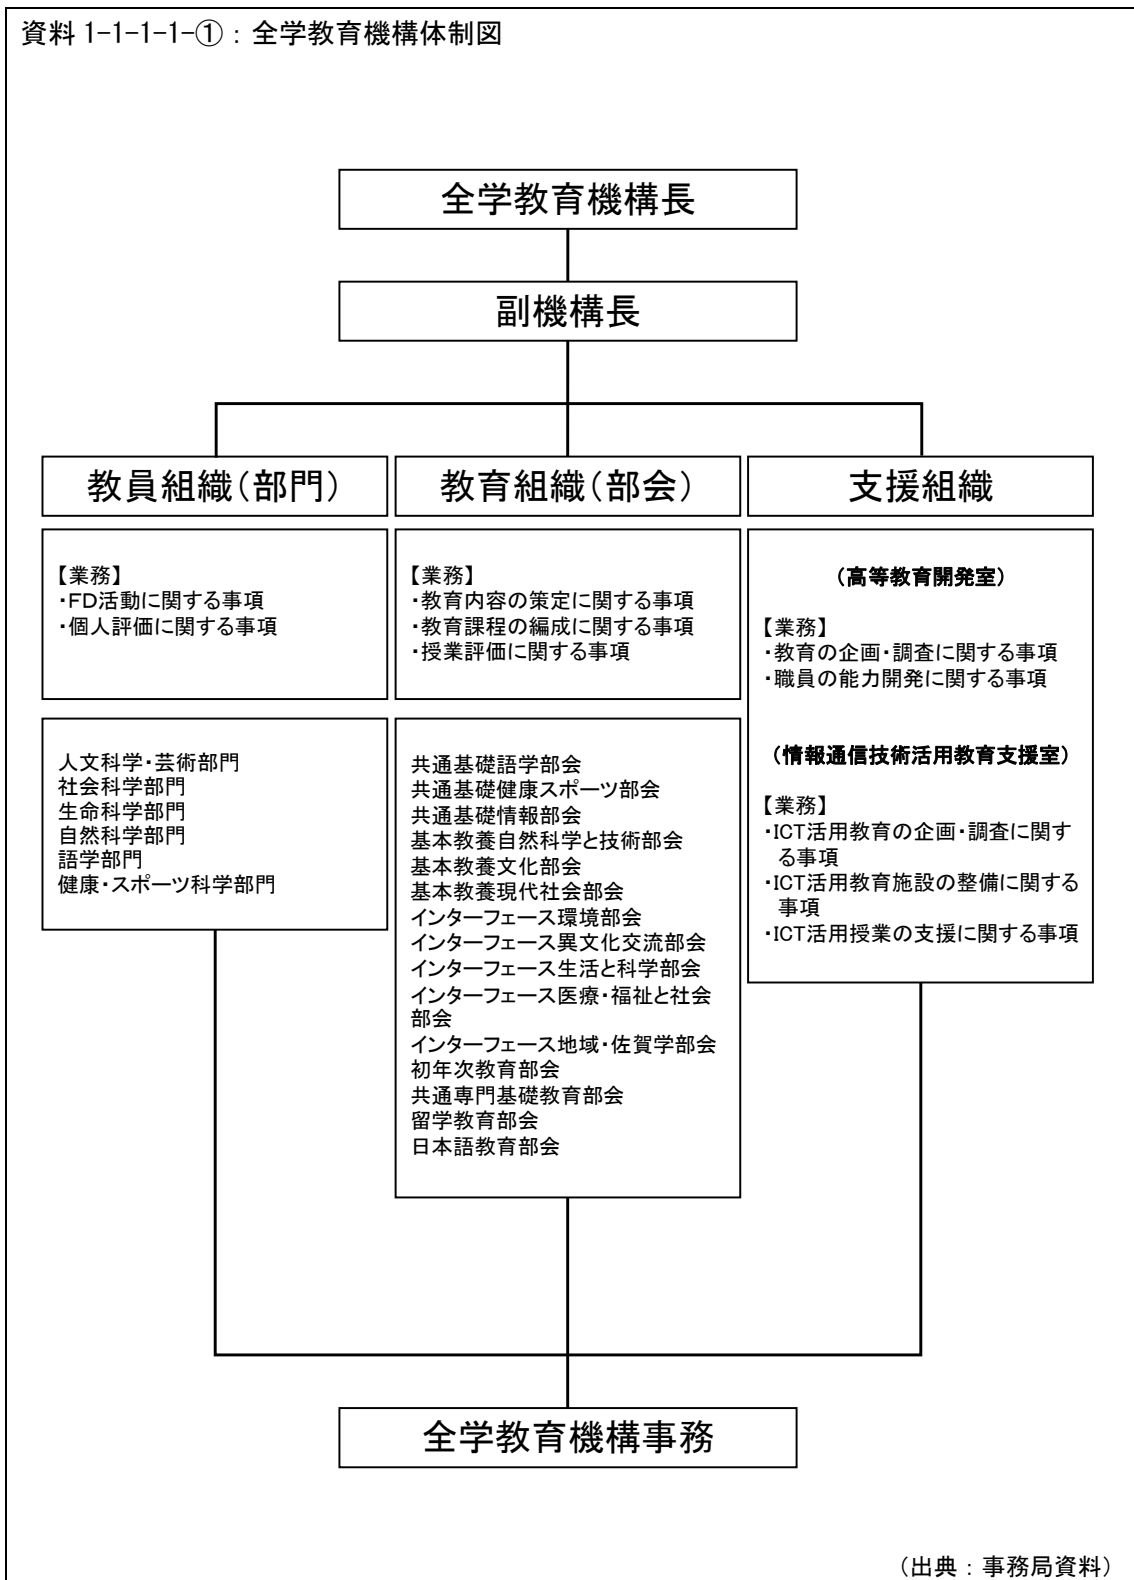 資料 1-1-1-1-①：全学教育機構体制図
全学教育機構長
副機構長
教員組織(部門)
【業務】
・FD活動に関する事項
・個人評価に関する事項
人文科学・芸術部門
社会科学部門
生命科学部門
自然科学部門
語学部門
健康・スポーツ科学部門
教育組織(部会)
【業務】
・教育内容の策定に関する事項
・教育課程の編成に関する事項
・授業評価に関する事項
共通基礎語学部会
共通基礎健康スポーツ部会
共通基礎情報部会
基本教養自然科学と技術部会
基本教養文化部会
基本教養現代社会部会
インターフェース環境部会
インターフェース異文化交流部会
インターフェース生活と科学部会
インターフェース医療・福祉と社会
部会
インターフェース地域・佐賀学部会
初年次教育部会
共通専門基礎教育部会
留学教育部会
日本語教育部会
支援組織
(高等教育開発室)
【業務】
・教育の企画・調査に関する事項
・職員の能力開発に関する事項
(情報通信技術活用教育支援室)
【業務】
・ICT活用教育の企画・調査に関す
る事項
・ICT活用教育施設の整備に関する
事項
・ICT活用授業の支援に関する事項
全学教育機構事務
(出典：事務局資料)